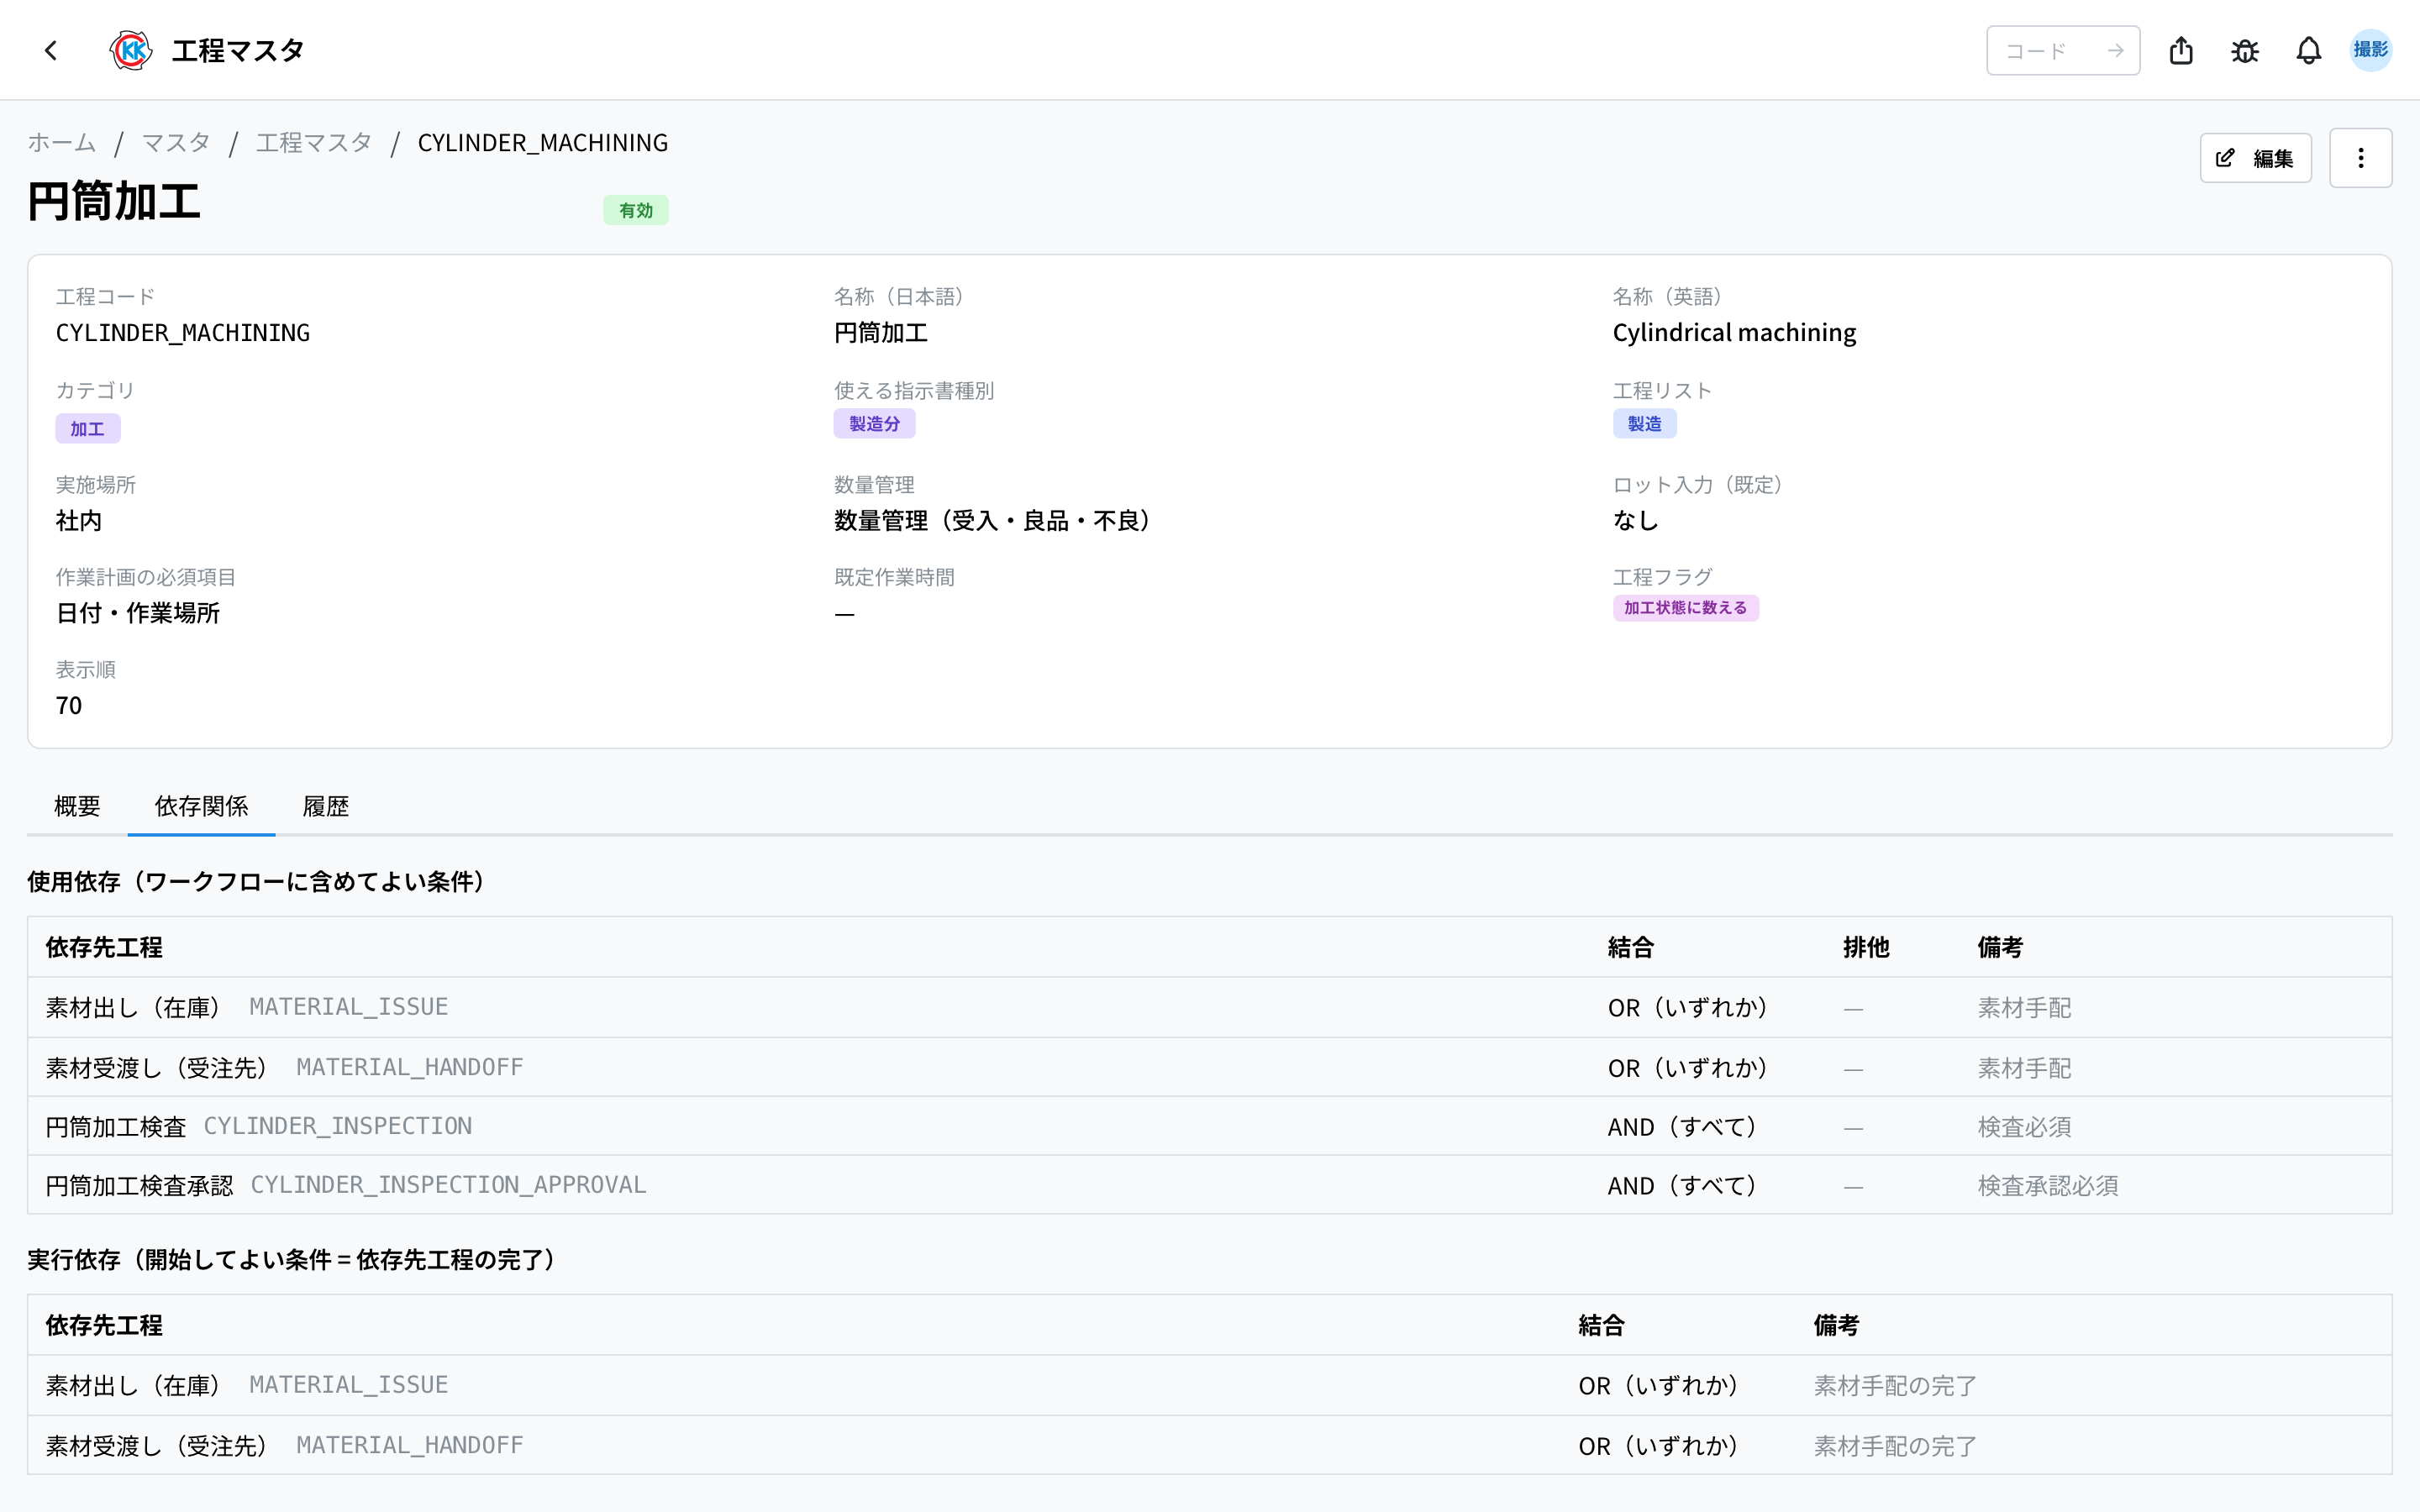 KK 工程マスタ コード 撮影
ホーム / マスタ / 工程マスタ / CYLINDER_MACHINING
編集
円筒加工 有効
工程コード 名称（日本語） 名称（英語）
CYLINDER_MACHINING 円筒加工 Cylindrical machining
カテゴリ 使える指示書種別 工程リスト
加工 製造分 製造
実施場所 数量管理 ロット入力（既定）
社内 数量管理（受入・良品・不良） なし
作業計画の必須項目 既定作業時間 工程フラグ
日付・作業場所 — 加工状態に数える
表示順
70
概要 依存関係 履歴
使用依存（ワークフローに含めてよい条件）
依存先工程 結合 排他 備考
素材出し（在庫） MATERIAL_ISSUE OR（いずれか） — 素材手配
素材受渡し（受注先） MATERIAL_HANDOFF OR（いずれか） — 素材手配
円筒加工検査 CYLINDER_INSPECTION AND（すべて） — 検査必須
円筒加工検査承認 CYLINDER_INSPECTION_APPROVAL AND（すべて） — 検査承認必須
実行依存（開始してよい条件 = 依存先工程の完了）
依存先工程 結合 備考
素材出し（在庫） MATERIAL_ISSUE OR（いずれか） 素材手配の完了
素材受渡し（受注先） MATERIAL_HANDOFF OR（いずれか） 素材手配の完了